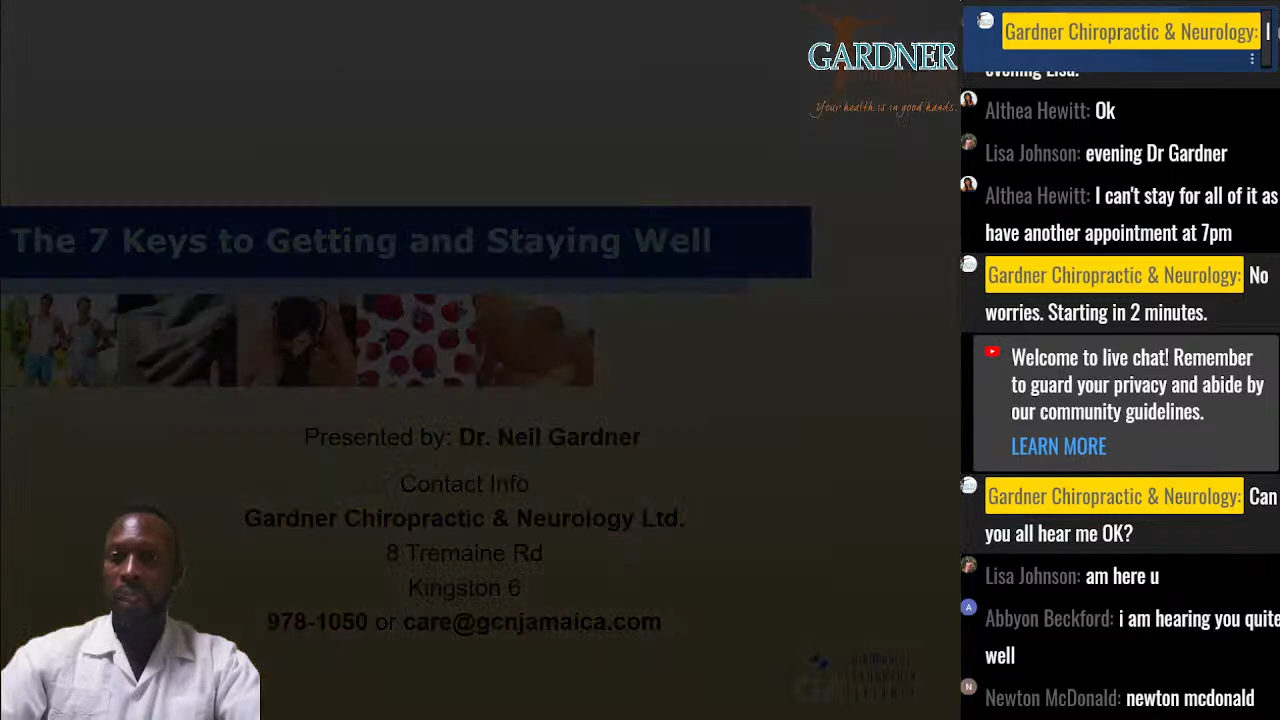 GARDNER
Your health is in good hands.
The 7 Keys to Getting and Staying Well
Presented by: Dr. Neil Gardner
Contact Info
Gardner Chiropractic & Neurology Ltd.
8 Tremaine Rd
Kingston 6
978-1050 or care@gcnjamaica.com
Gardner Chiropractic & Neurology: I
evening Lisa.
Althea Hewitt: Ok
Lisa Johnson: evening Dr Gardner
Althea Hewitt: I can't stay for all of it as
have another appointment at 7pm
Gardner Chiropractic & Neurology: No
worries. Starting in 2 minutes.
Welcome to live chat! Remember
to guard your privacy and abide by
our community guidelines.
LEARN MORE
Gardner Chiropractic & Neurology: Can
you all hear me OK?
Lisa Johnson: am here u
Abbyon Beckford: i am hearing you quite
well
Newton McDonald: newton mcdonald